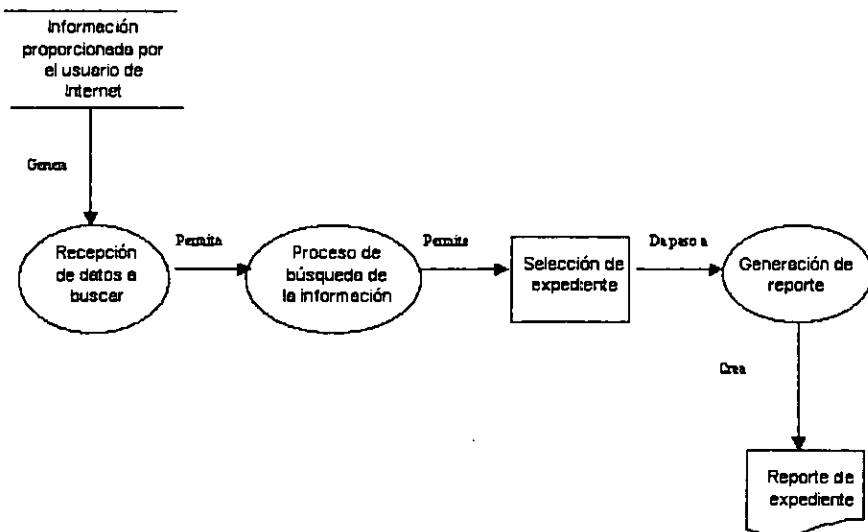 Información
proporcionada por
el usuario de
Internet
Genera
Recepción
de datos a
buscar
Permite
Proceso de
búsqueda de
la información
Permite
Selección de
expediente
Da paso a
Generación de
reporte
Crea
Reporte de
expediente